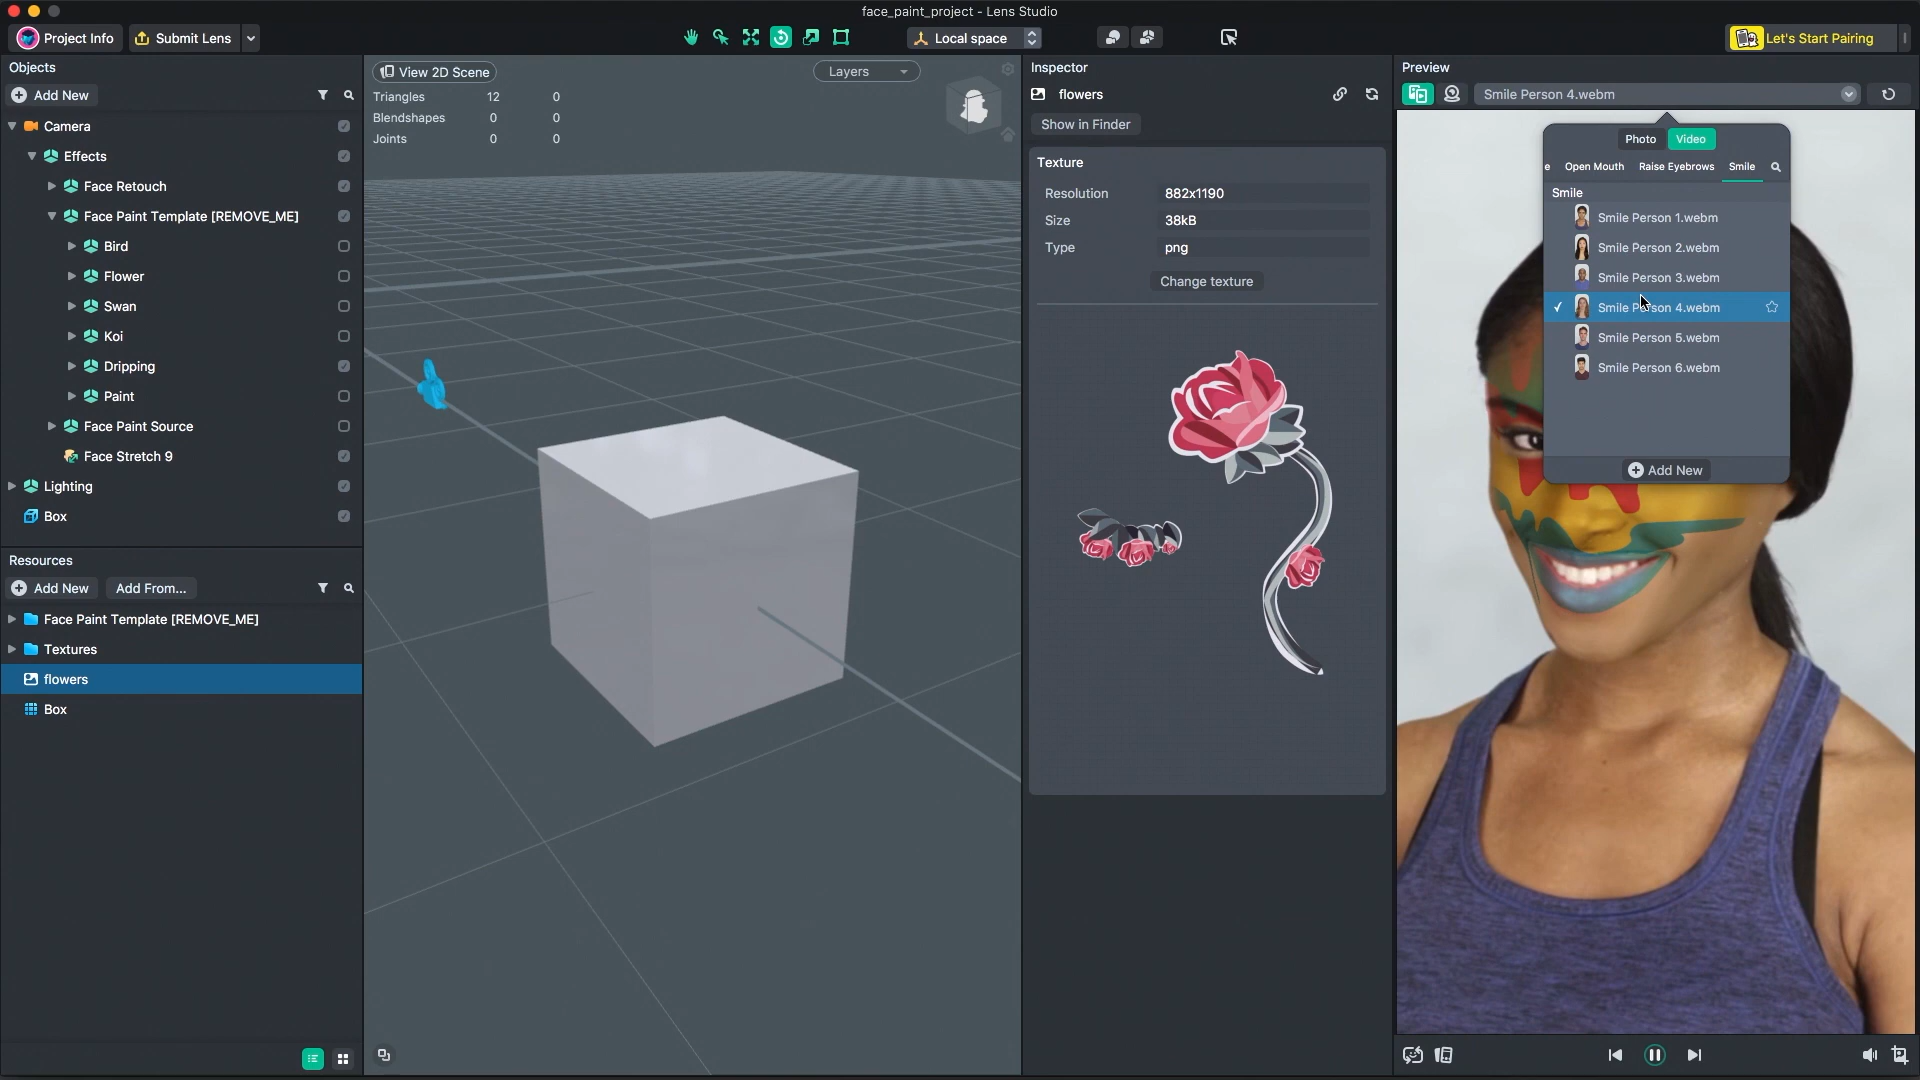 face_paint_project - Lens Studio
Project Info
Submit Lens
Local space
Let's Start Pairing
Objects
Add New
Camera
Effects
Face Retouch
Face Paint Template [REMOVE_ME]
Bird
Flower
Swan
Koi
Dripping
Paint
Face Paint Source
Face Stretch 9
Lighting
Box
Resources
Add New
Add From...
Face Paint Template [REMOVE_ME]
Textures
flowers
Box
View 2D Scene
Layers
Triangles 12 0
Blendshapes 0 0
Joints 0 0
Inspector
flowers
Show in Finder
Texture
Resolution 882x1190
Size 38kB
Type png
Change texture
Preview
Smile Person 4.webm
Photo Video
e Open Mouth Raise Eyebrows Smile
Smile
Smile Person 1.webm
Smile Person 2.webm
Smile Person 3.webm
Smile Person 4.webm
Smile Person 5.webm
Smile Person 6.webm
Add New